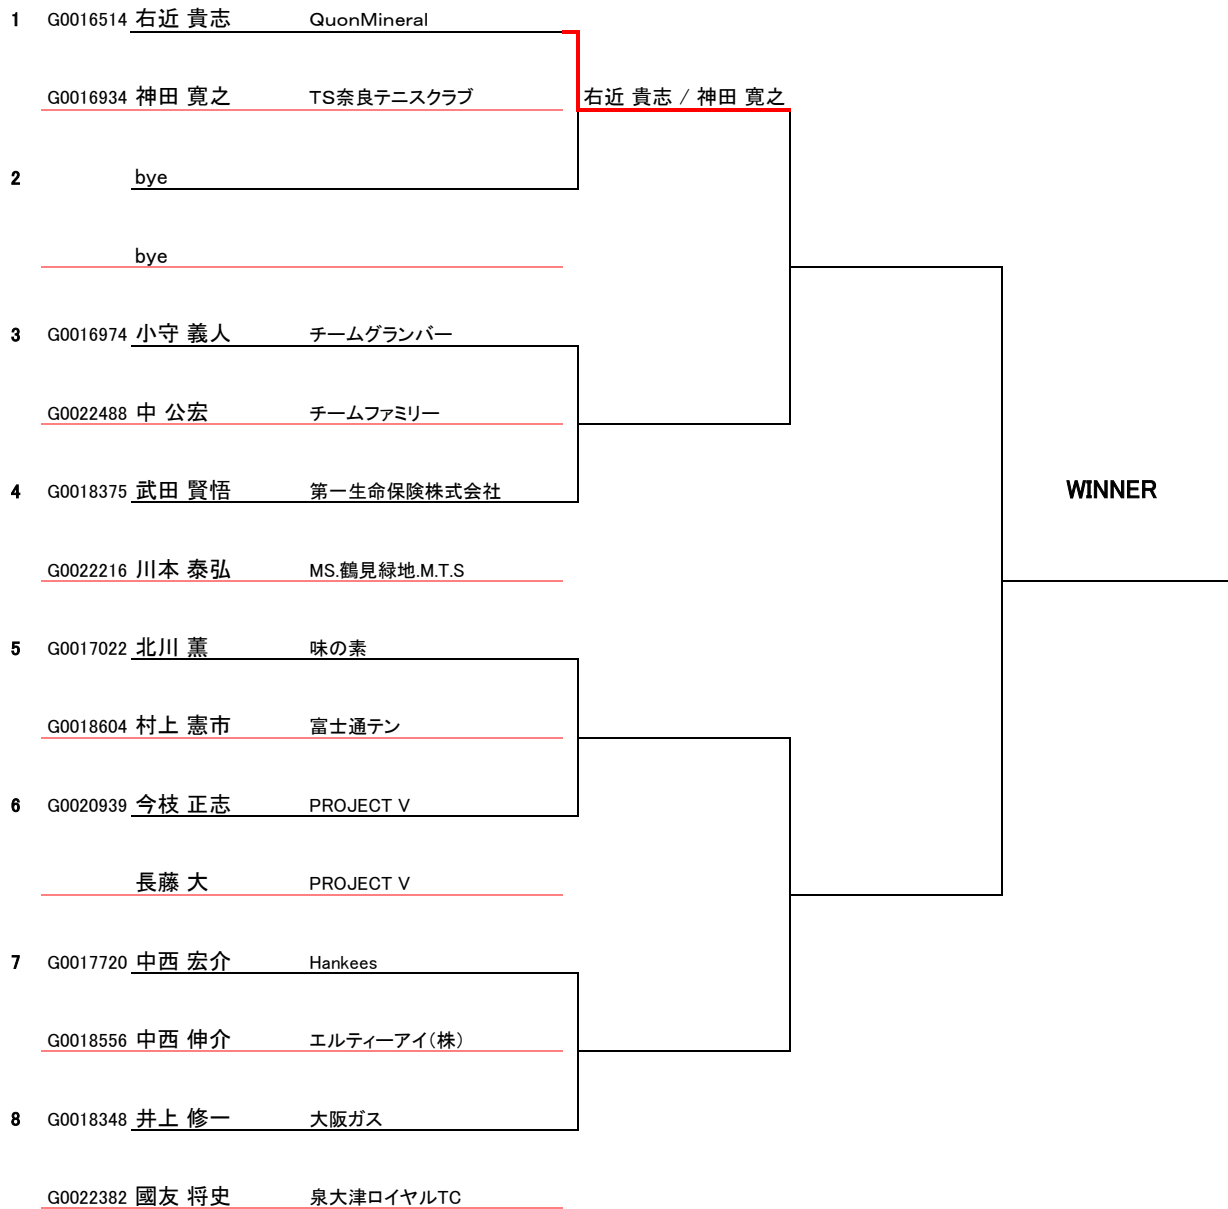 1 G0016514 右近 貴志 QuonMineral
G0016934 神田 寛之 TS奈良テニスクラブ 右近 貴志 / 神田 寛之
2 bye
bye
3 G0016974 小守 義人 チームグランバー
G0022488 中 公宏 チームファミリー
4 G0018375 武田 賢悟 第一生命保険株式会社 WINNER
G0022216 川本 泰弘 MS.鶴見緑地.M.T.S
5 G0017022 北川 薫 味の素
G0018604 村上 憲市 富士通テン
6 G0020939 今枝 正志 PROJECT V
長藤 大 PROJECT V
7 G0017720 中西 宏介 Hankees
G0018556 中西 伸介 エルティーアイ(株)
8 G0018348 井上 修一 大阪ガス
G0022382 國友 将史 泉大津ロイヤルTC